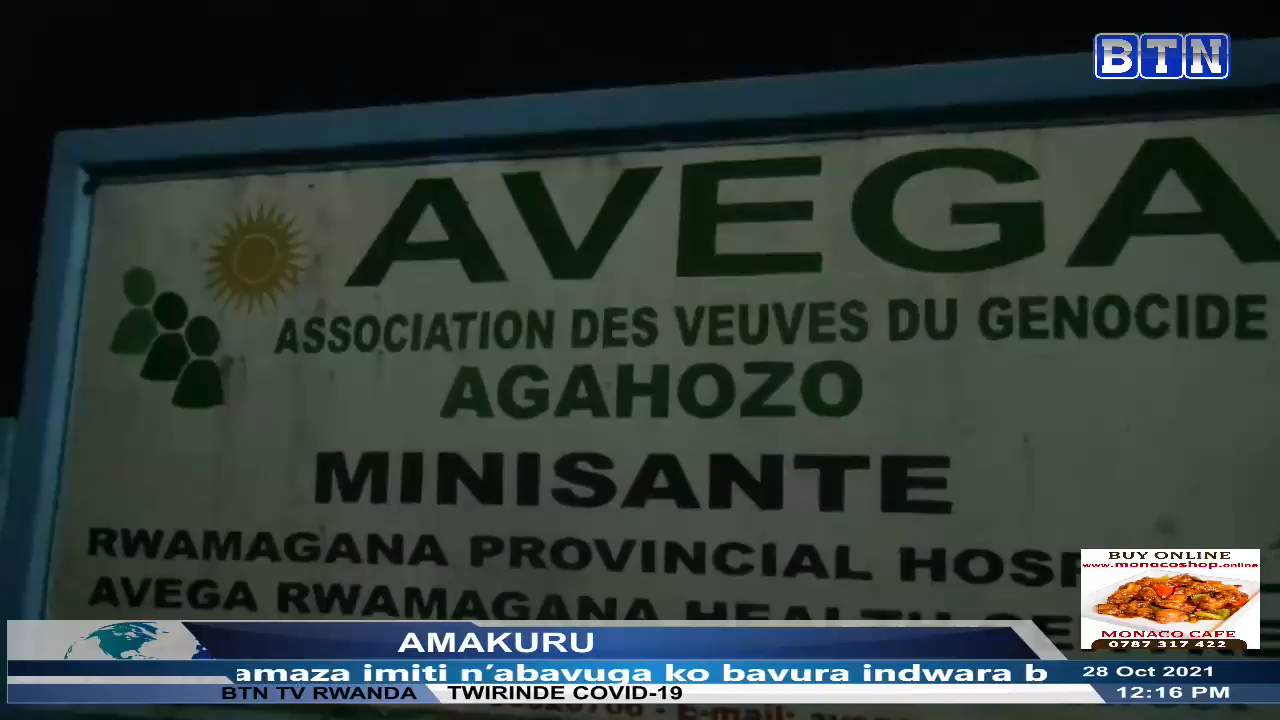 BTN
AVEGA
ASSOCIATION DES VEUVES DU GENOCIDE
AGAHOZO
MINISANTE
RWAMAGANA PROVINCIAL HOSP
AVEGA RWAMAGANA HEALTH
BUY ONLINE
www.monacoshop.online
MONACO CAFE
0787 317 422
AMAKURU
amaza imiti n'abavuga ko bavura indwara b
28 Oct 2021
BTN TV RWANDA
TWIRINDE COVID-19
12:16 PM
E-mail: